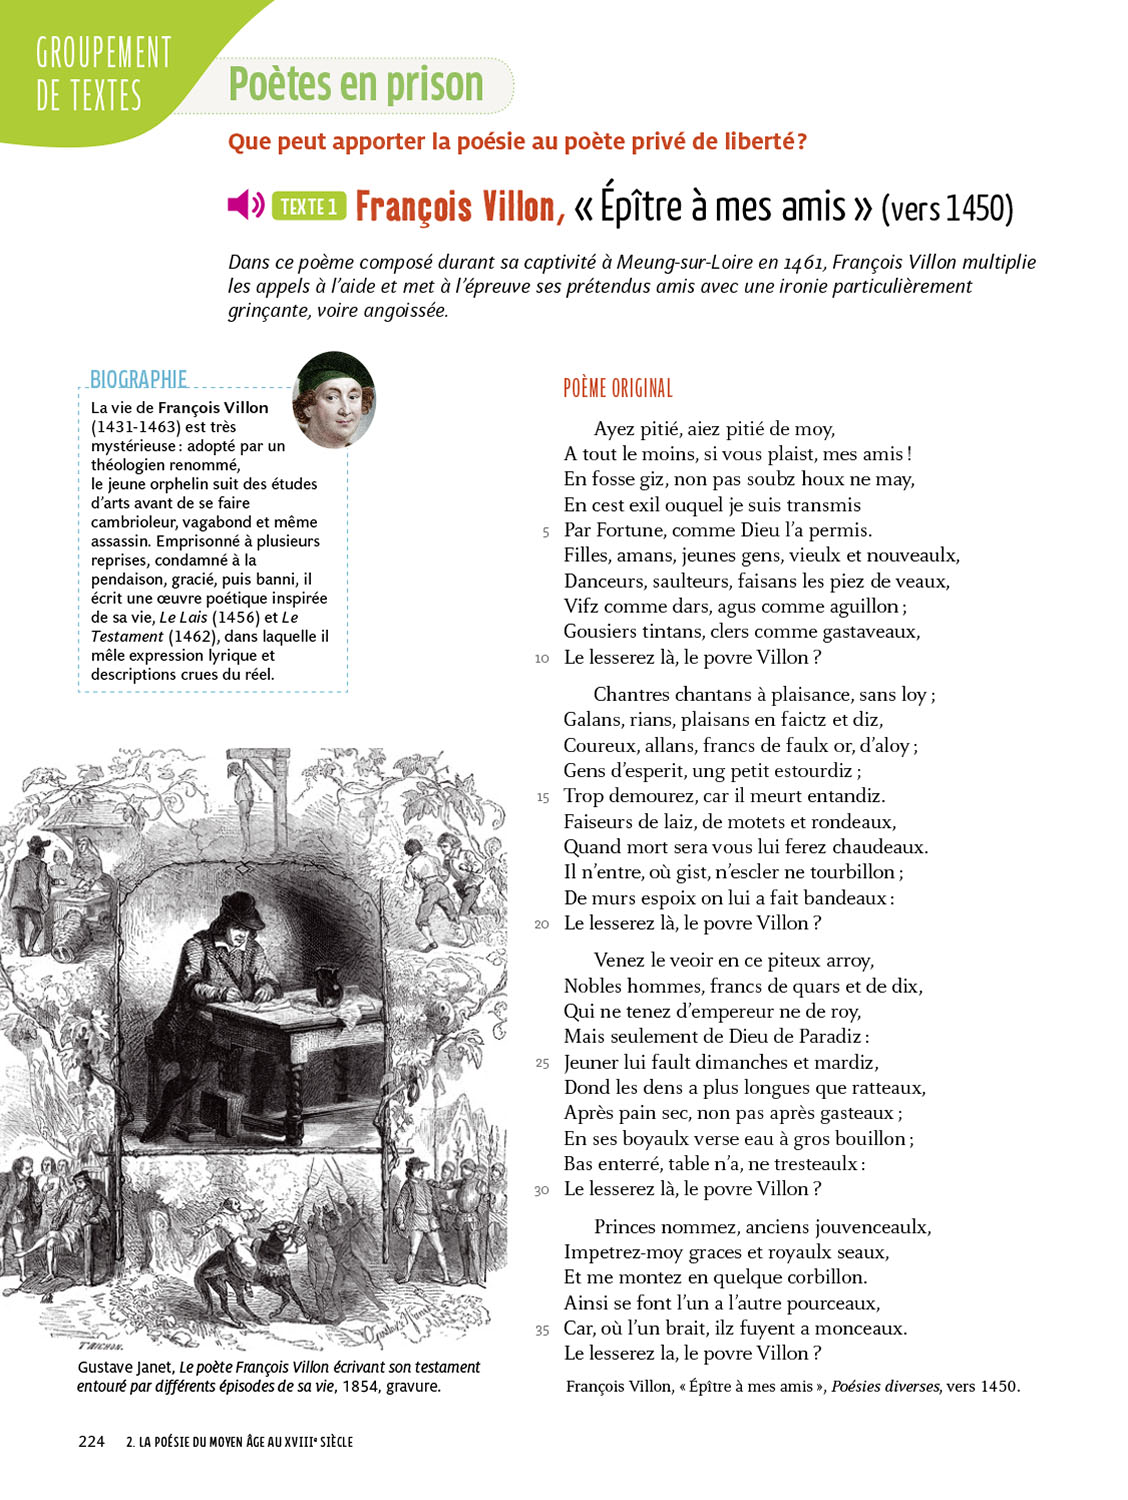 GROUPEMENT
DE TEXTES
Poètes en prison
Que peut apporter la poésie au poète privé de liberté ?
TEXTE 1 François Villon, « Épître à mes amis » (vers 1450)
Dans ce poème composé durant sa captivité à Meung-sur-Loire en 1461, François Villon multiplie
les appels à l'aide et met à l'épreuve ses prétendus amis avec une ironie particulièrement
grinçante, voire angoissée.
BIOGRAPHIE
La vie de François Villon
(1431-1463) est très
mystérieuse : adopté par un
théologien renommé,
le jeune orphelin suit des études
d'arts avant de se faire
cambrioleur, vagabond et même
assassin. Emprisonné à plusieurs
reprises, condamné à la
pendaison, gracié, puis banni, il
écrit une œuvre poétique inspirée
de sa vie, Le Lais (1456) et Le
Testament (1462), dans laquelle il
mêle expression lyrique et
descriptions crues du réel.
POÈME ORIGINAL
Ayez pitié, aiez pitié de moy,
A tout le moins, si vous plaist, mes amis !
En fosse giz, non pas soubz houx ne may,
En cest exil ouquel je suis transmis
5 Par Fortune, comme Dieu l'a permis.
Filles, amans, jeunes gens, vieulx et nouveaulx,
Danceurs, saulteurs, faisans les piez de veaux,
Vifz comme dars, agus comme aguillon ;
Gousiers tintans, clers comme gastaveaux,
10 Le lesserez là, le povre Villon ?
Chantres chantans à plaisance, sans loy ;
Galans, rians, plaisans en faictz et diz,
Coureux, allans, francs de faulx or, d'aloy ;
Gens d'esperit, ung petit estourdiz ;
15 Trop demourez, car il meurt entandiz.
Faiseurs de laiz, de motets et rondeaux,
Quand mort sera vous lui ferez chaudeaux.
Il n'entre, où gist, n'escler ne tourbillon ;
De murs espoix on lui a fait bandeaux :
20 Le lesserez là, le povre Villon ?
Venez le veoir en ce piteux arroy,
Nobles hommes, francs de quars et de dix,
Qui ne tenez d'empereur ne de roy,
Mais seulement de Dieu de Paradiz :
25 Jeuner lui fault dimanches et mardiz,
Dond les dens a plus longues que ratteaux,
Après pain sec, non pas après gasteaux ;
En ses boyaulx verse eau à gros bouillon ;
Bas enterré, table n'a, ne tresteaulx :
30 Le lesserez là, le povre Villon ?
Princes nommez, anciens jouvenceaulx,
Impetrez-moy graces et royaulx seaux,
Et me montez en quelque corbillon.
Ainsi se font l'un a l'autre pourceaux,
35 Car, où l'un brait, ilz fuyent a monceaux.
Le lesserez la, le povre Villon ?
François Villon, « Épître à mes amis », Poésies diverses, vers 1450.
Gustave Janet, Le poète François Villon écrivant son testament
entouré par différents épisodes de sa vie, 1854, gravure.
224 2. LA POÉSIE DU MOYEN ÂGE AU XVIIIe SIÈCLE